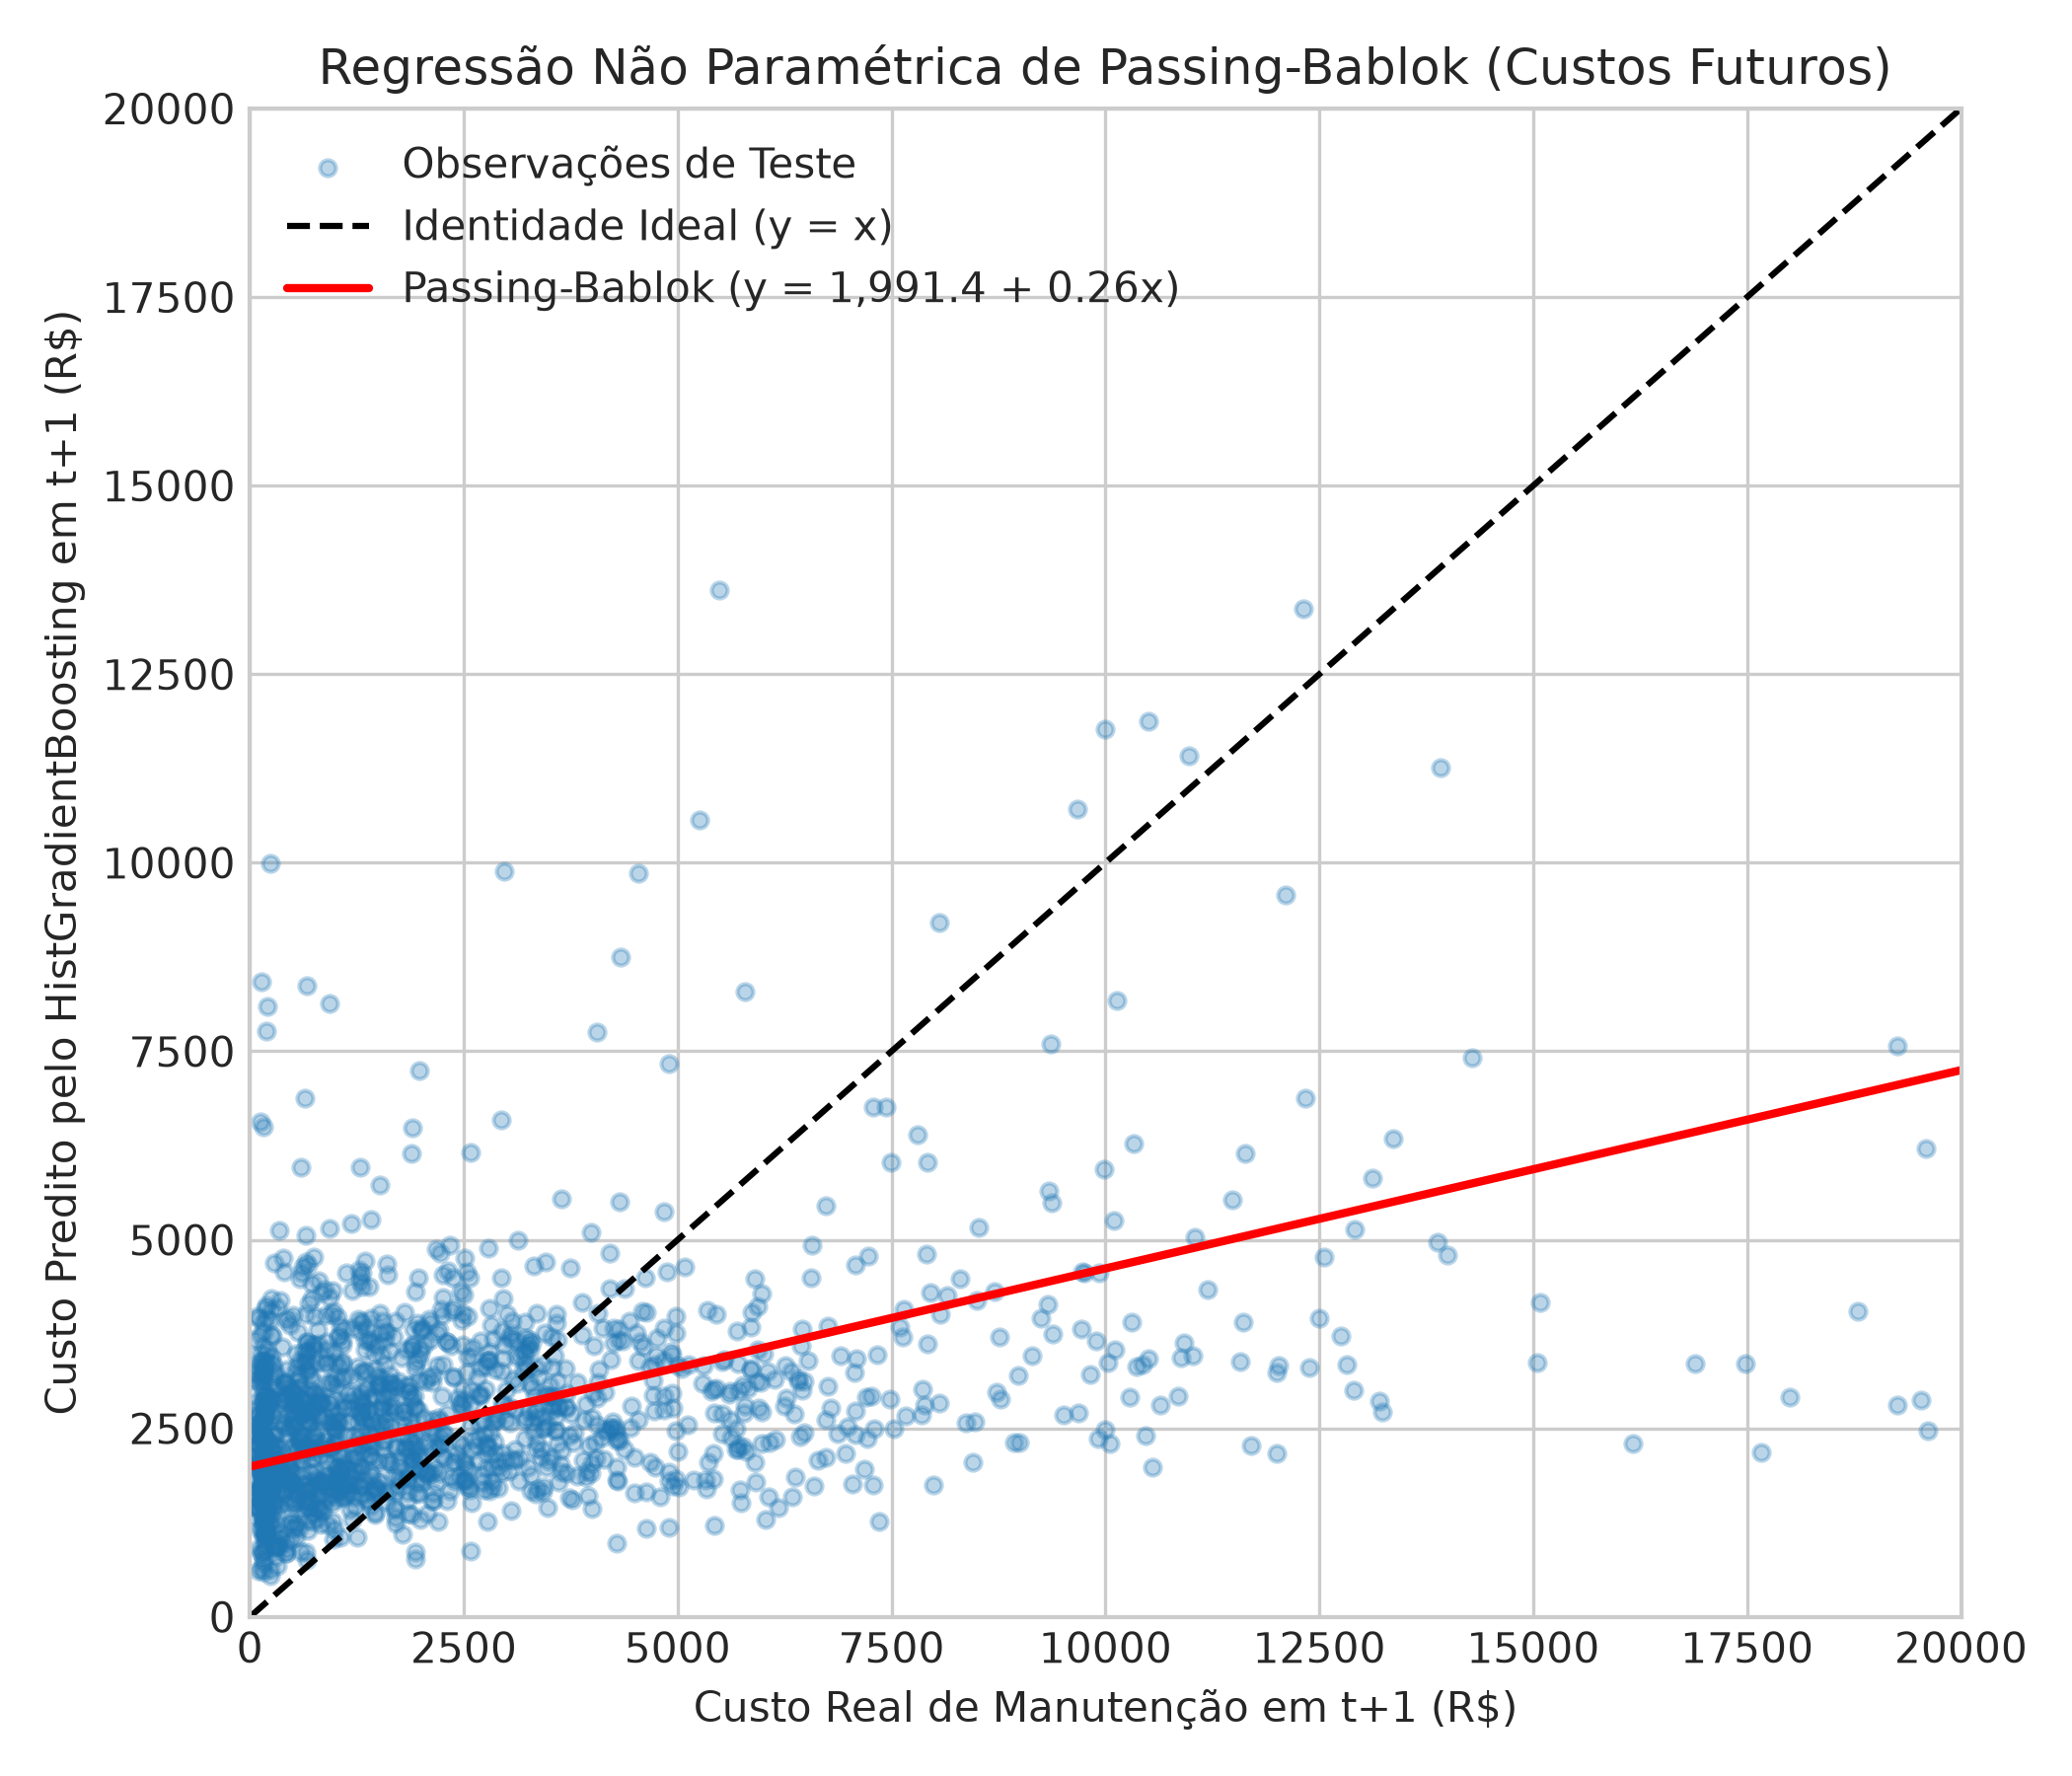 Regressão Não Paramétrica de Passing-Bablok (Custos Futuros)
Observações de Teste
Identidade Ideal (y = x)
Passing-Bablok (y = 1,991.4 + 0.26x)
Custo Predito pelo HistGradientBoosting em t+1 (R$)
20000
17500
15000
12500
10000
7500
5000
2500
0
0 2500 5000 7500 10000 12500 15000 17500 20000
Custo Real de Manutenção em t+1 (R$)